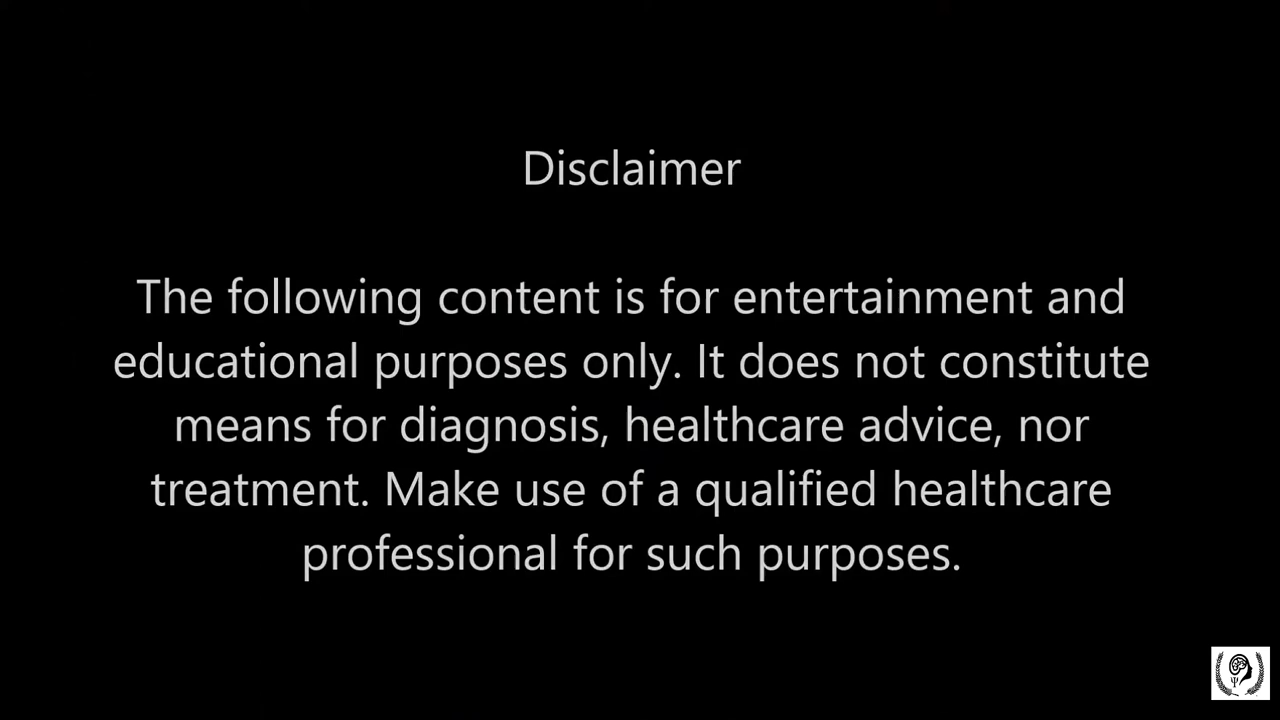 Disclaimer
The following content is for entertainment and
educational purposes only. It does not constitute
means for diagnosis, healthcare advice, nor
treatment. Make use of a qualified healthcare
professional for such purposes.
Ψ